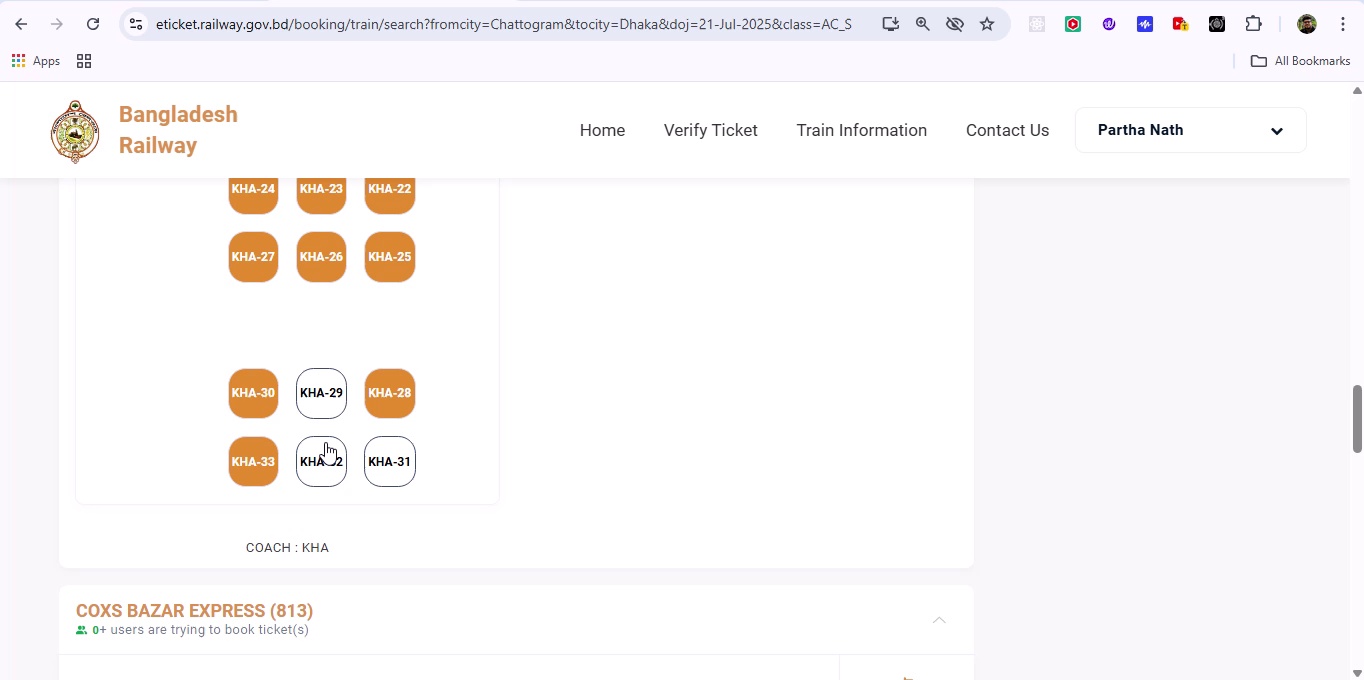 eticket.railway.gov.bd/booking/train/search?fromcity=Chattogram&tocity=Dhaka&doj=21-Jul-2025&class=AC_S
Apps
All Bookmarks
Bangladesh
Railway
Home
Verify Ticket
Train Information
Contact Us
Partha Nath
KHA-24 KHA-23 KHA-22
KHA-27 KHA-26 KHA-25
KHA-30 KHA-29 KHA-28
KHA-33 KHA-31
COACH : KHA
COXS BAZAR EXPRESS (813)
0+ users are trying to book ticket(s)